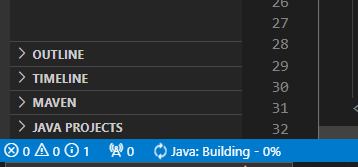 26
27
28
OUTLINE
29
TIMELINE
30
MAVEN
31
JAVA PROJECTS
32
0 0 1 0 Java: Building - 0%